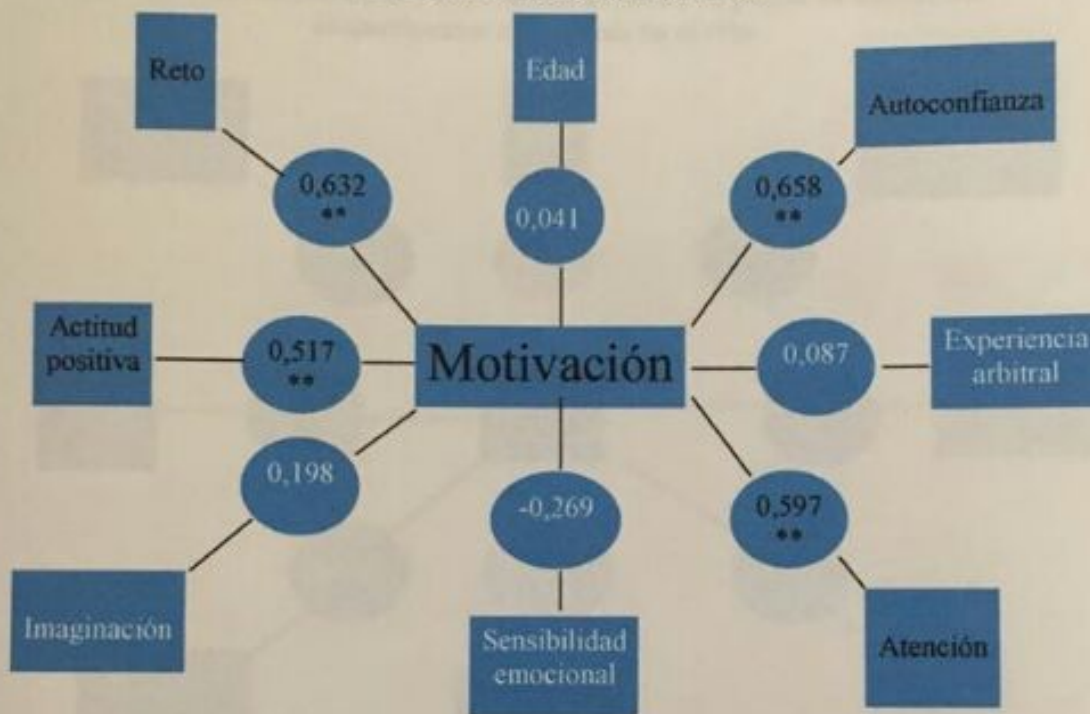 Reto
Edad
Autoconfianza
0,632
**
0,041
0,658
**
Actitud
positiva
0,517
**
Motivación
0,087
Experiencia
arbitral
0,198
-0,269
0,597
**
Imaginación
Sensibilidad
emocional
Atención